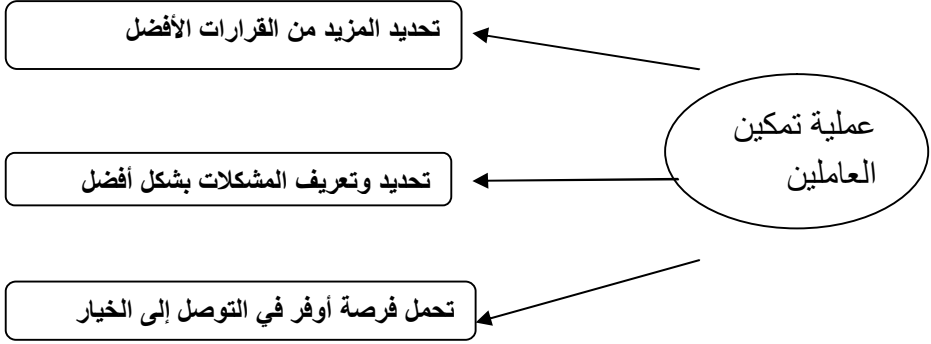 تحديد المزيد من القرارات الأفضل
عملية تمكين
العاملين
تحديد وتعريف المشكلات بشكل أفضل
تحمل فرصة أوفر في التوصل إلى الخيار